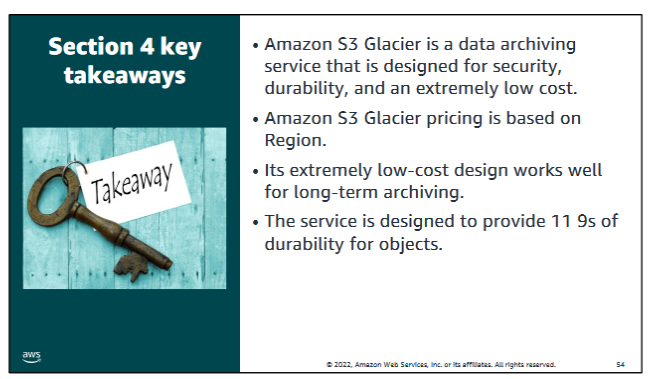 Section 4 key
takeaways
Takeaway
• Amazon S3 Glacier is a data archiving
service that is designed for security,
durability, and an extremely low cost.
• Amazon S3 Glacier pricing is based on
Region.
• Its extremely low-cost design works well
for long-term archiving.
• The service is designed to provide 11 9s of
durability for objects.
aws
© 2022, Amazon Web Services, Inc. or its affiliates. All rights reserved.
54